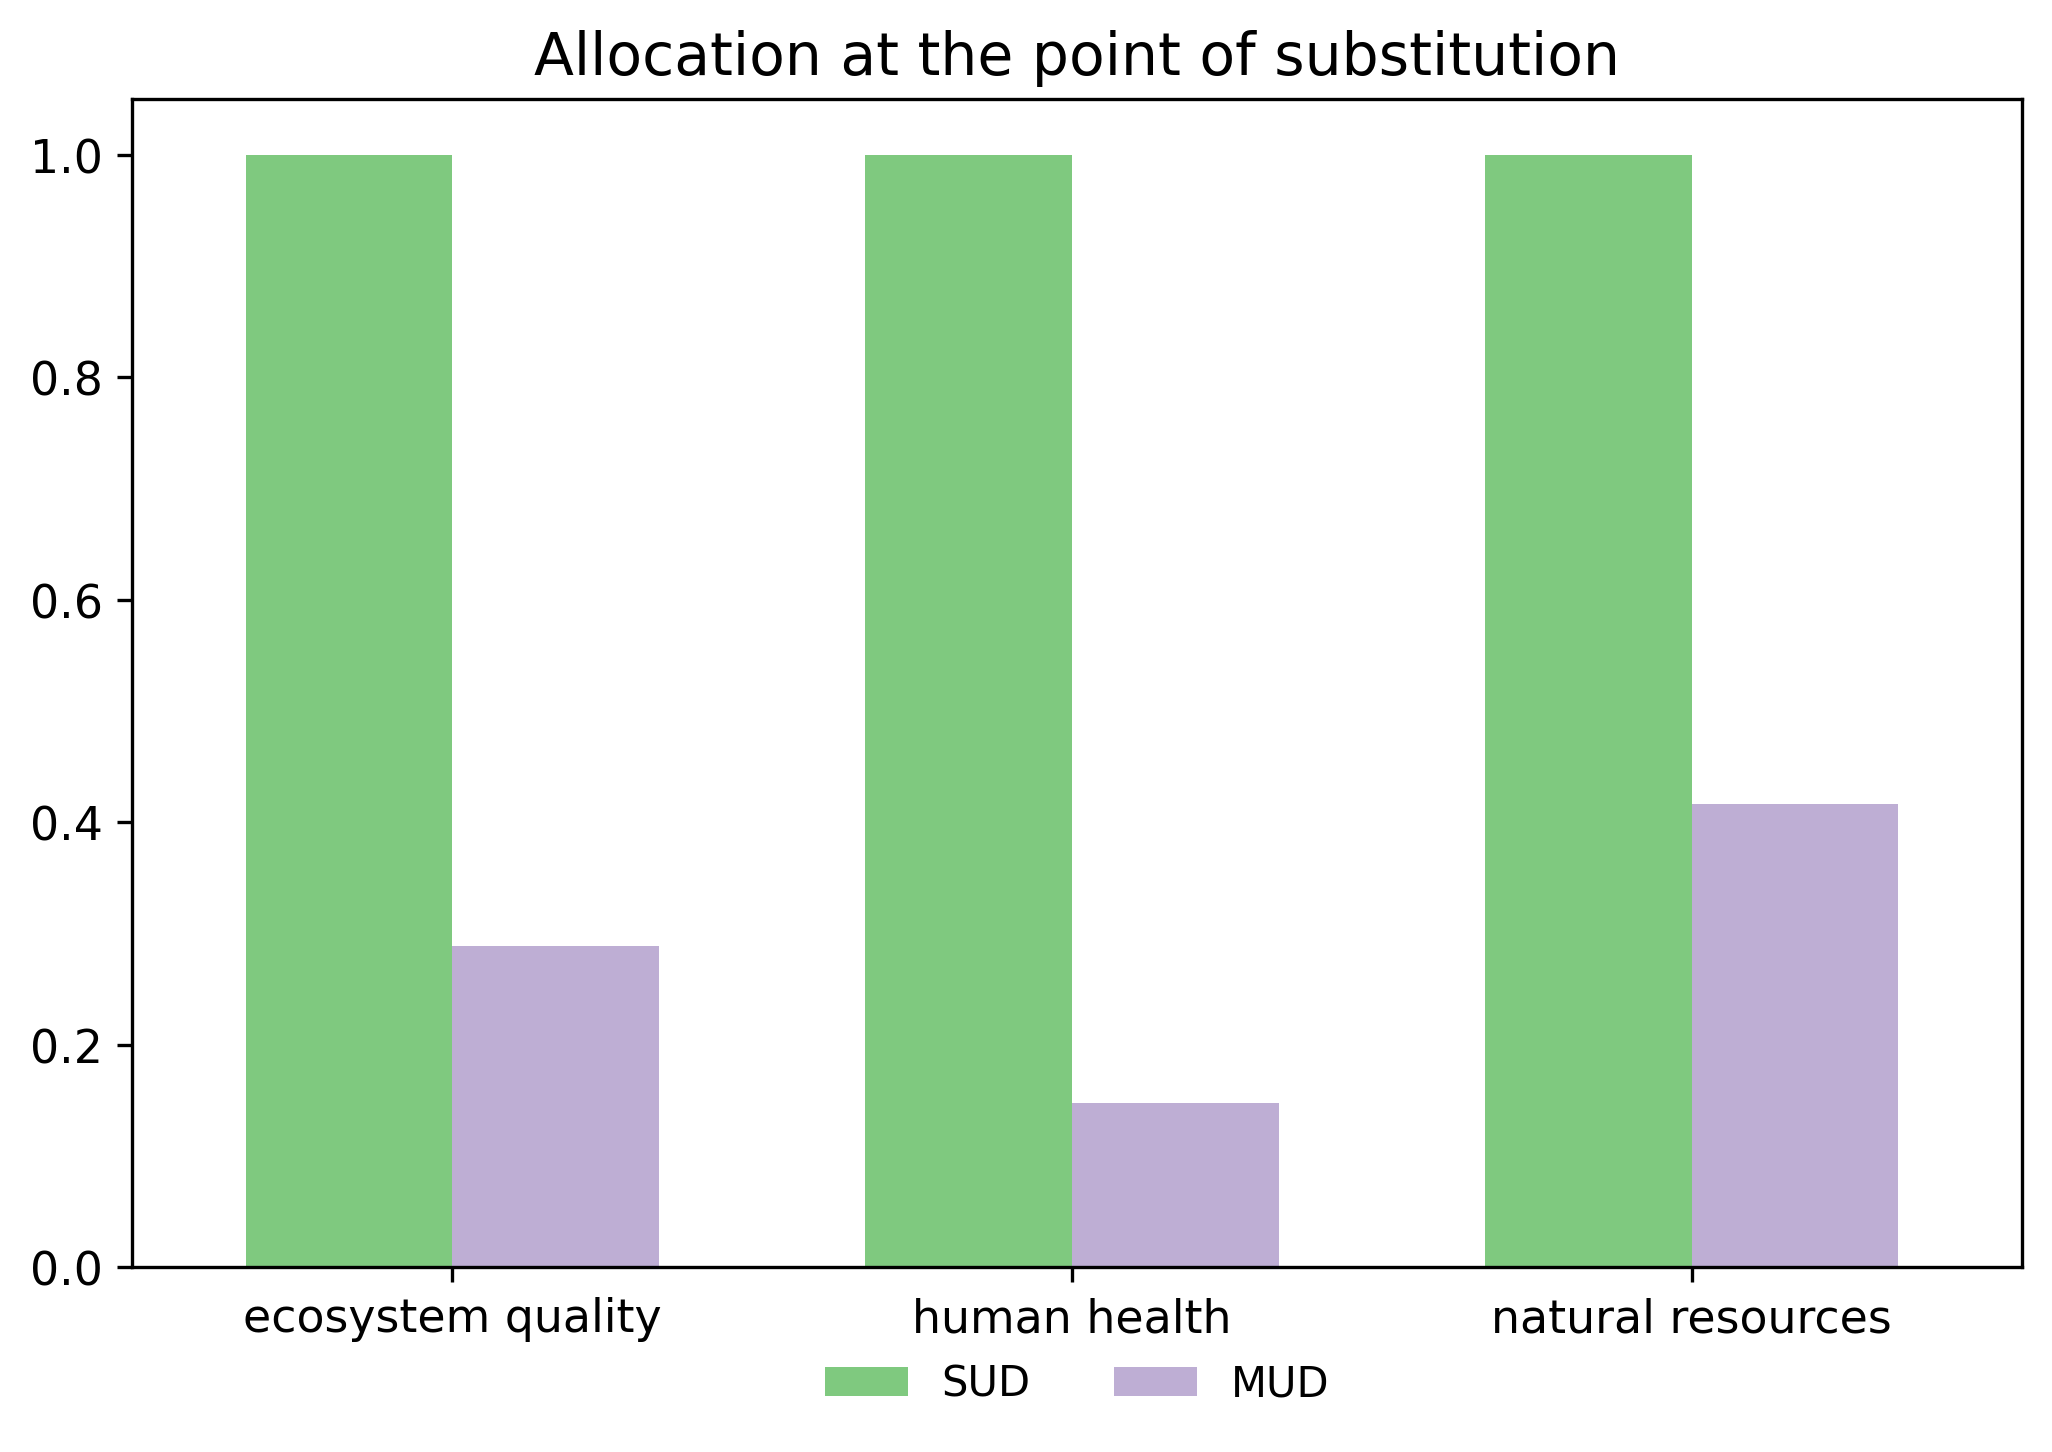 Allocation at the point of substitution
1.0
0.8
0.6
0.4
0.2
0.0
ecosystem quality human health natural resources
SUD MUD